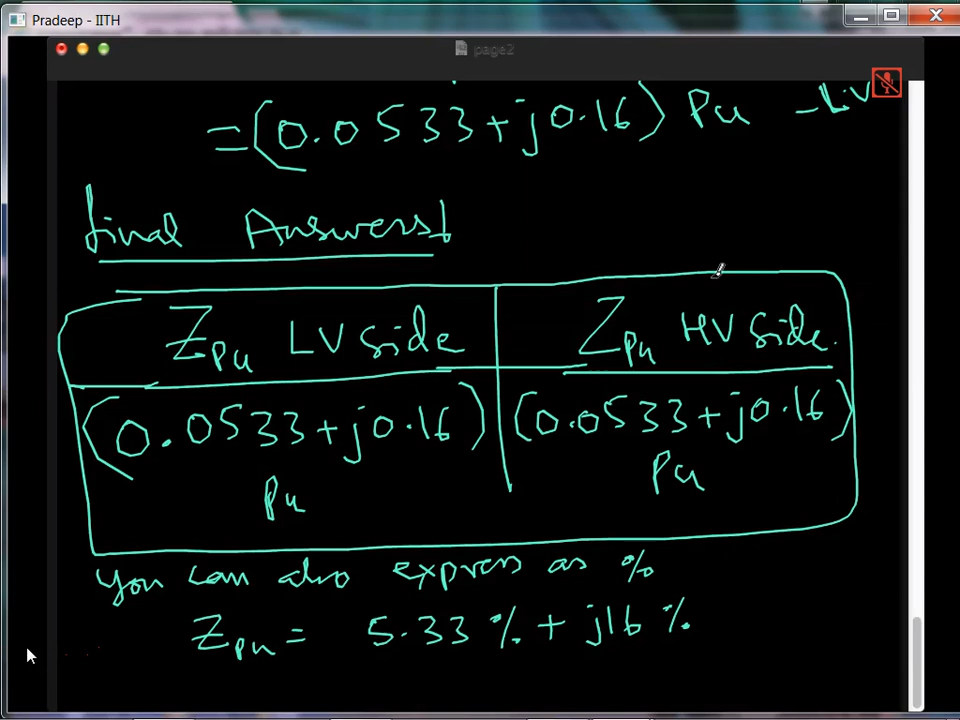 Pradeep - IITH
page2
=(0.0533+j0.16) Pu -LV
final Answers!
Zpu LV side Zpu HV side.
(0.0533+j0.16) (0.0533+j0.16)
Pu Pu
you can also express as %
Zpu = 5.33 % + j16 %